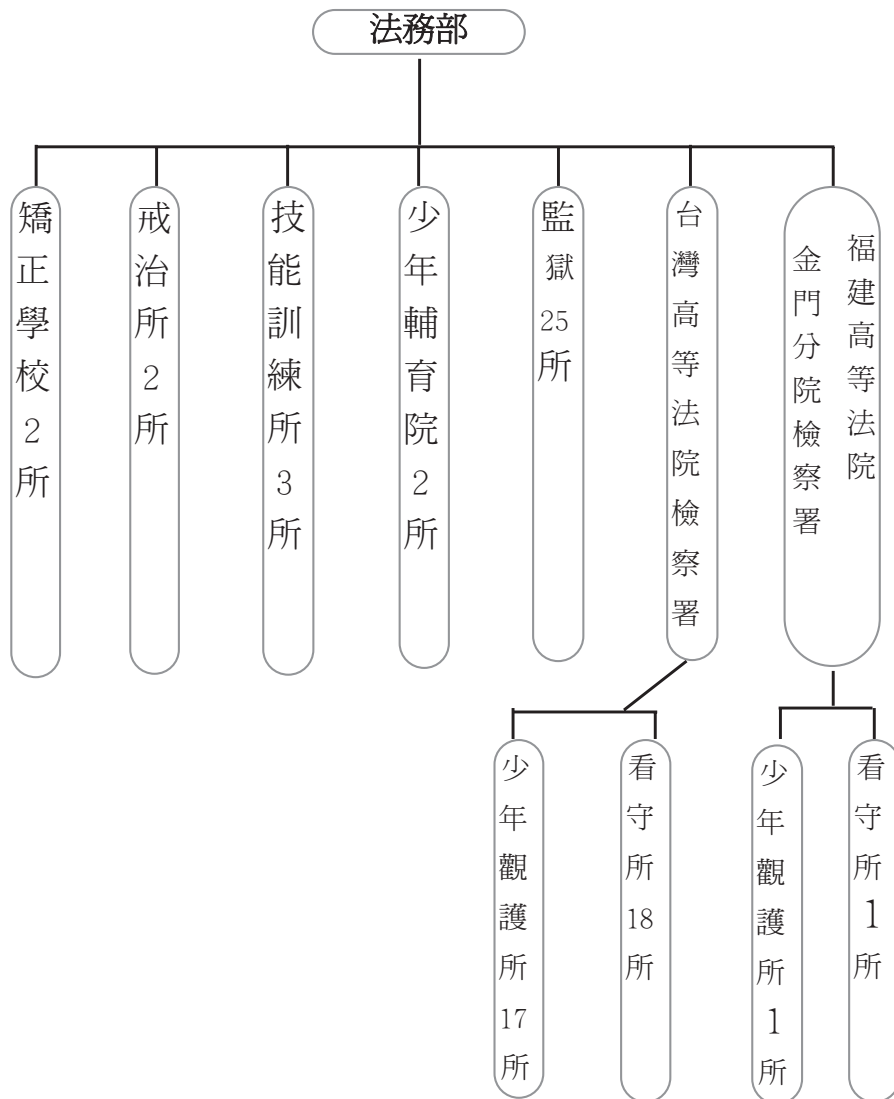 法務部
矯正學校2所
戒治所2所
技能訓練所3所
少年輔育院2所
監獄25所
台灣高等法院檢察署
福建高等法院
金門分院檢察署
少年觀護所17所
看守所18所
少年觀護所1所
看守所1所